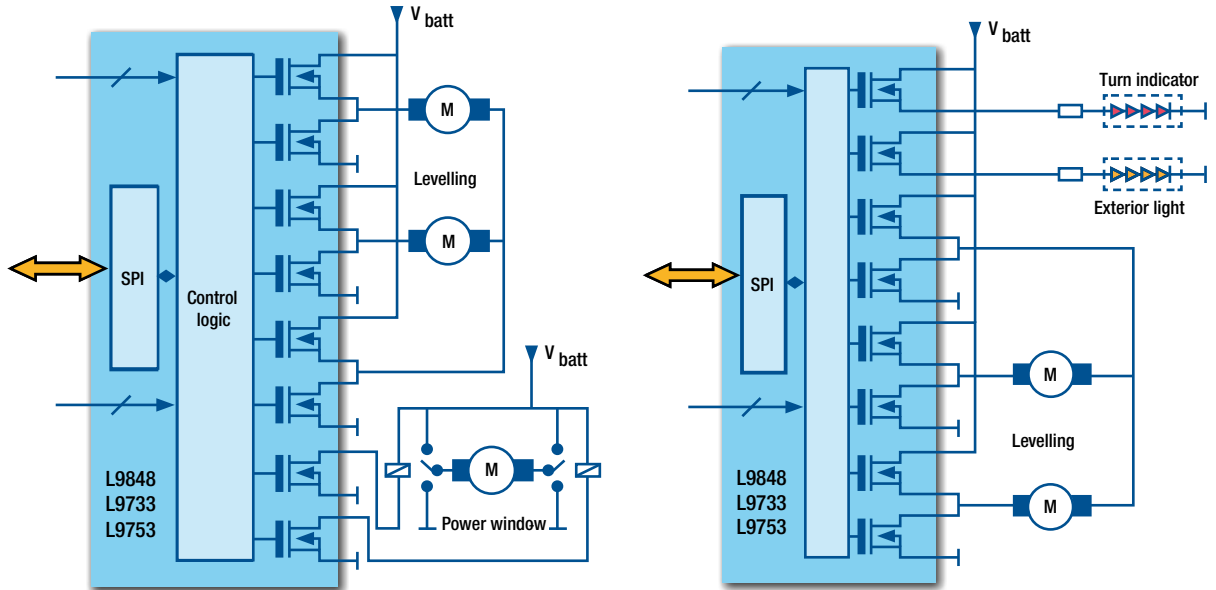 V batt
M
Levelling
M
SPI
Control
logic
V batt
M
Power window
L9848
L9733
L9753
V batt
Turn indicator
Exterior light
SPI
M
Levelling
M
L9848
L9733
L9753